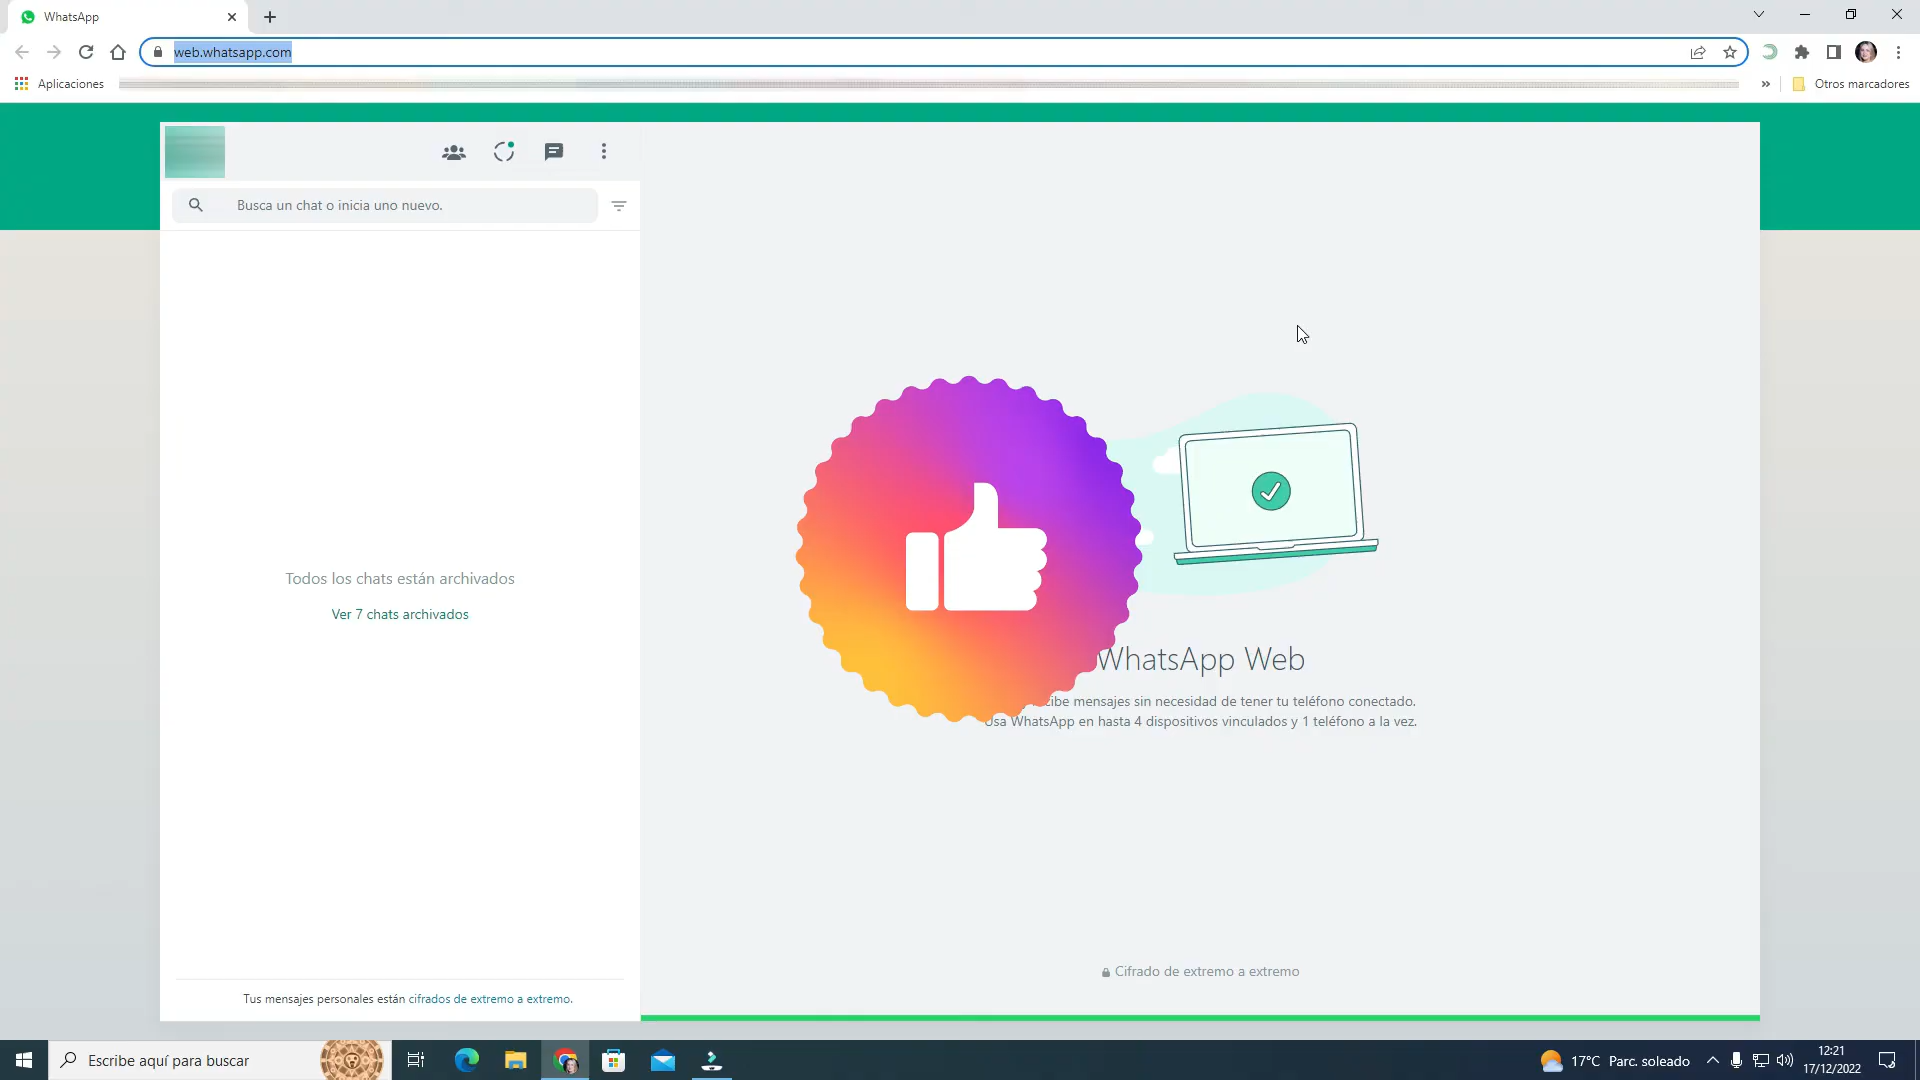 WhatsApp
web.whatsapp.com
Aplicaciones
» Otros marcadores
Busca un chat o inicia uno nuevo.
Todos los chats están archivados
Ver 7 chats archivados
Tus mensajes personales están cifrados de extremo a extremo.
WhatsApp Web
mensajes sin necesidad de tener tu teléfono conectado.
Usa WhatsApp en hasta 4 dispositivos vinculados y 1 teléfono a la vez.
Cifrado de extremo a extremo
Escribe aquí para buscar
17°C Parc. soleado
12:21
17/12/2022